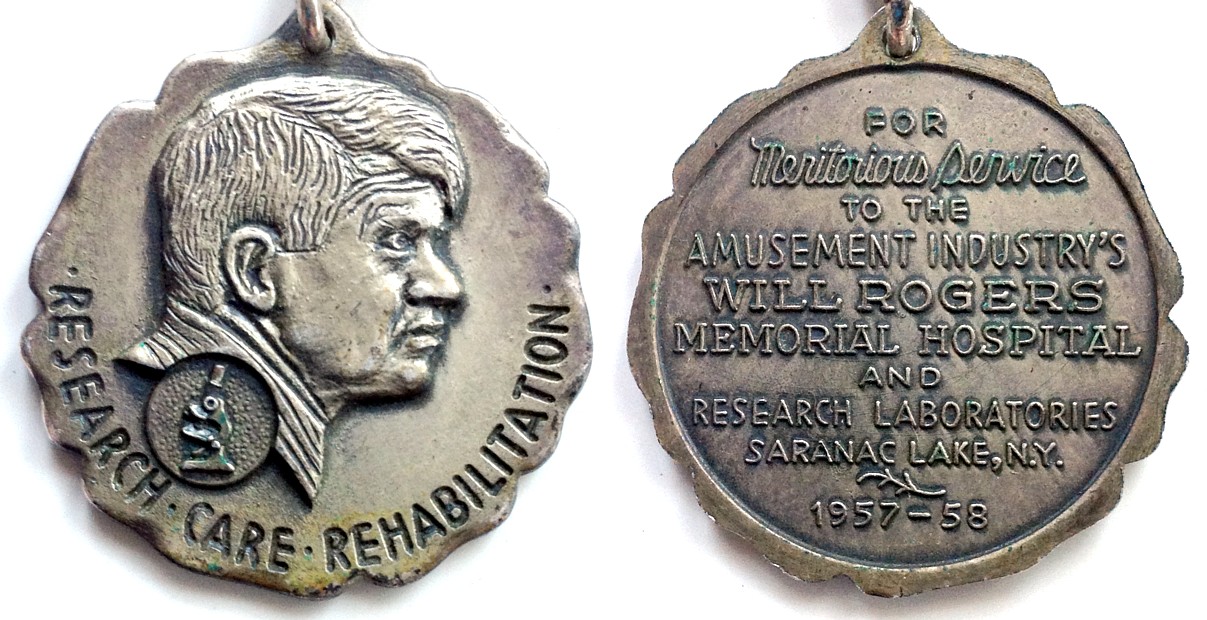 · RESEARCH · CARE · REHABILITATION
FOR
Meritorious Service
TO THE
AMUSEMENT INDUSTRY'S
WILL ROGERS
MEMORIAL HOSPITAL
AND
RESEARCH LABORATORIES
SARANAC LAKE, N.Y.
1957-58